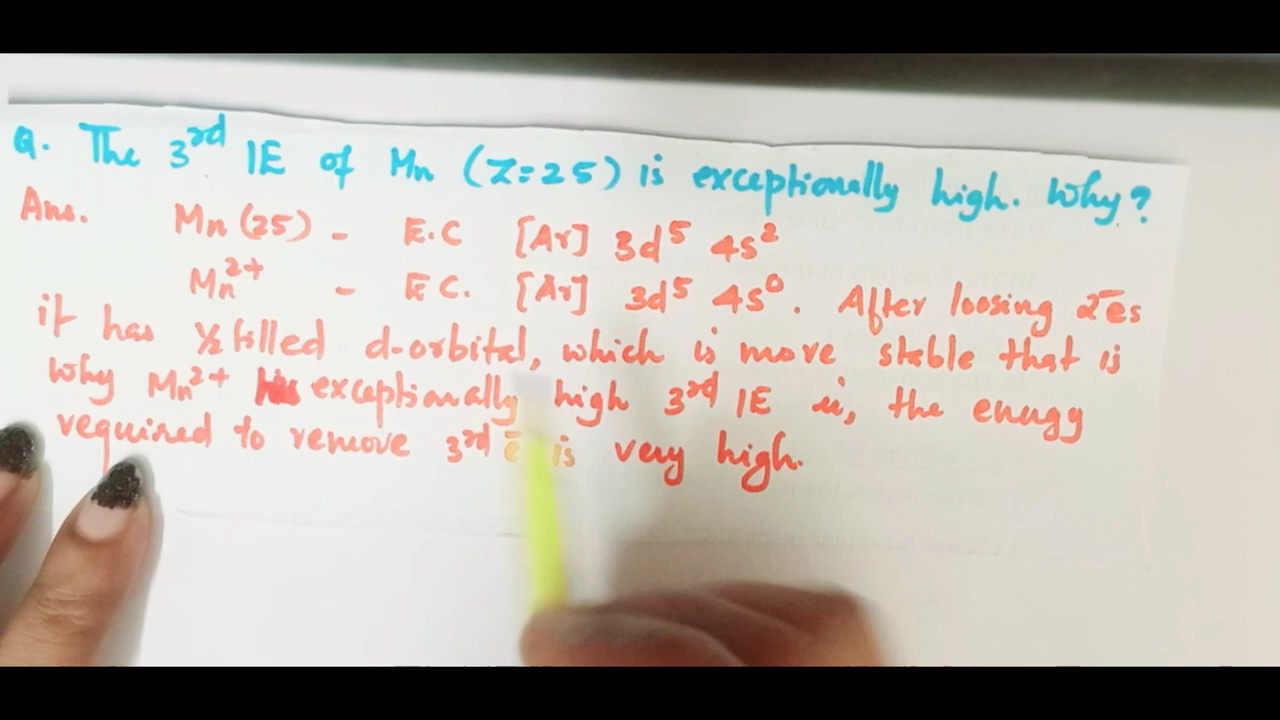 Q. The 3rd IE of Mn (Z=25) is exceptionally high. Why?
Ans. Mn (25) - E.C [Ar] 3d⁵ 4s²
Mn²⁺ - EC. [Ar] 3d⁵ 4s⁰. After loosing 2ēs
it has ½ filled d-orbital, which is more stable that is
why Mn²⁺ exceptionally high 3rd IE ie, the energy
required to remove 3rd ē is very high.